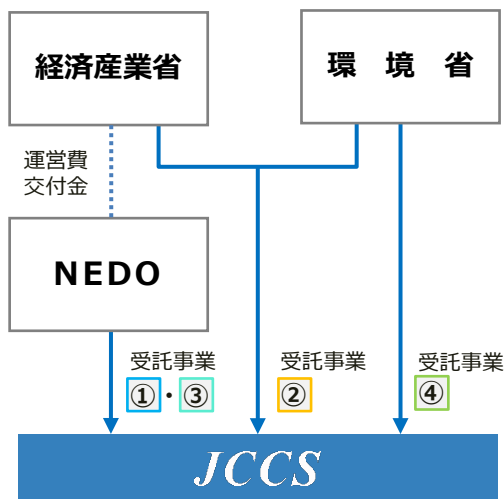 経済産業省
環 境 省
運営費
交付金
NEDO
受託事業
①・③
受託事業
②
受託事業
④
JCCS